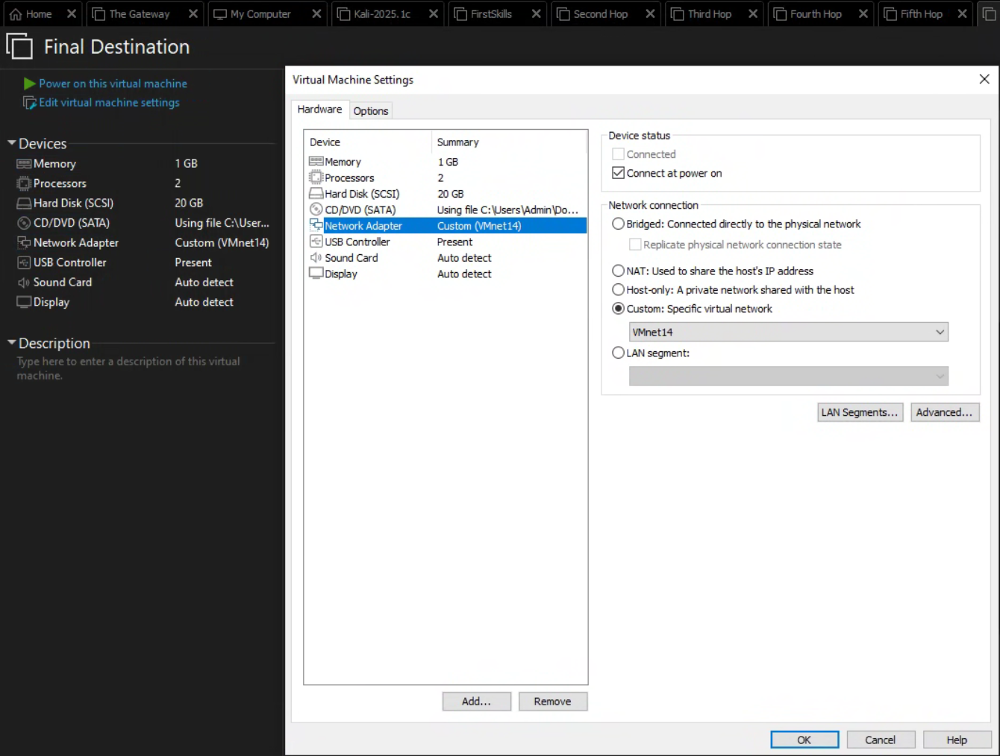 Home The Gateway My Computer Kali-2025.1c FirstSkills Second Hop Third Hop Fourth Hop Fifth Hop
Final Destination
Power on this virtual machine
Edit virtual machine settings
Devices
Memory 1 GB
Processors 2
Hard Disk (SCSI) 20 GB
CD/DVD (SATA) Using file C:\User...
Network Adapter Custom (VMnet14)
USB Controller Present
Sound Card Auto detect
Display Auto detect
Description
Type here to enter a description of this virtual
machine.
Virtual Machine Settings
Hardware Options
Device Summary
Memory 1 GB
Processors 2
Hard Disk (SCSI) 20 GB
CD/DVD (SATA) Using file C:\Users\Admin\Do...
Network Adapter Custom (VMnet14)
USB Controller Present
Sound Card Auto detect
Display Auto detect
Add... Remove
Device status
Connected
Connect at power on
Network connection
Bridged: Connected directly to the physical network
Replicate physical network connection state
NAT: Used to share the host's IP address
Host-only: A private network shared with the host
Custom: Specific virtual network
VMnet14
LAN segment:
LAN Segments... Advanced...
OK Cancel Help